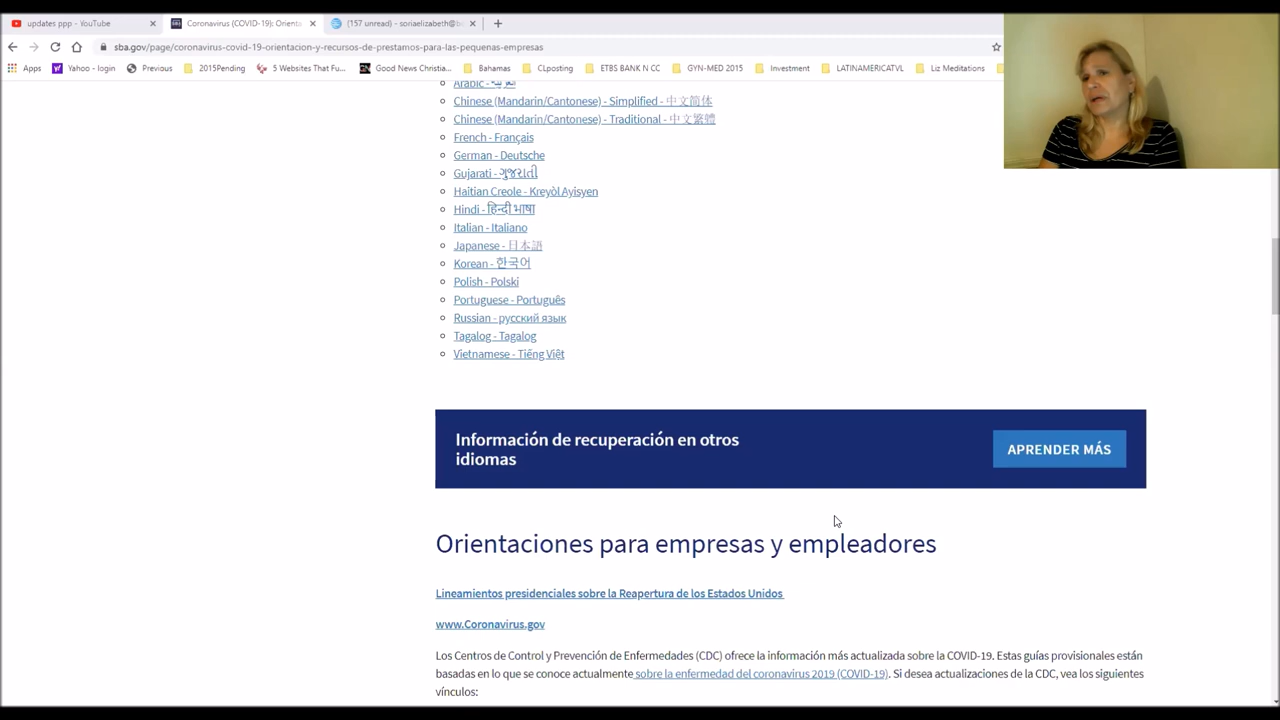 updates ppp - YouTube
Coronavirus (COVID-19): Orienta
(157 unread) - soriaelizabeth@b
sba.gov/page/coronavirus-covid-19-orientacion-y-recursos-de-prestamos-para-las-pequenas-empresas
Apps Yahoo - login Previous 2015Pending 5 Websites That Fu... Good News Christia... Bahamas CLposting ETBS BANK N CC GYN-MED 2015 Investment LATINAMERICATVL Liz Meditations
Arabic - العربية
Chinese (Mandarin/Cantonese) - Simplified - 中文简体
Chinese (Mandarin/Cantonese) - Traditional - 中文繁體
French - Français
German - Deutsche
Gujarati - ગુજરાતી
Haitian Creole - Kreyòl Ayisyen
Hindi - हिन्दी भाषा
Italian - Italiano
Japanese - 日本語
Korean - 한국어
Polish - Polski
Portuguese - Português
Russian - русский язык
Tagalog - Tagalog
Vietnamese - Tiếng Việt
Información de recuperación en otros
idiomas
APRENDER MÁS
Orientaciones para empresas y empleadores
Lineamientos presidenciales sobre la Reapertura de los Estados Unidos
www.Coronavirus.gov
Los Centros de Control y Prevención de Enfermedades (CDC) ofrece la información más actualizada sobre la COVID-19. Estas guías provisionales están
basadas en lo que se conoce actualmente sobre la enfermedad del coronavirus 2019 (COVID-19). Si desea actualizaciones de la CDC, vea los siguientes
vínculos: